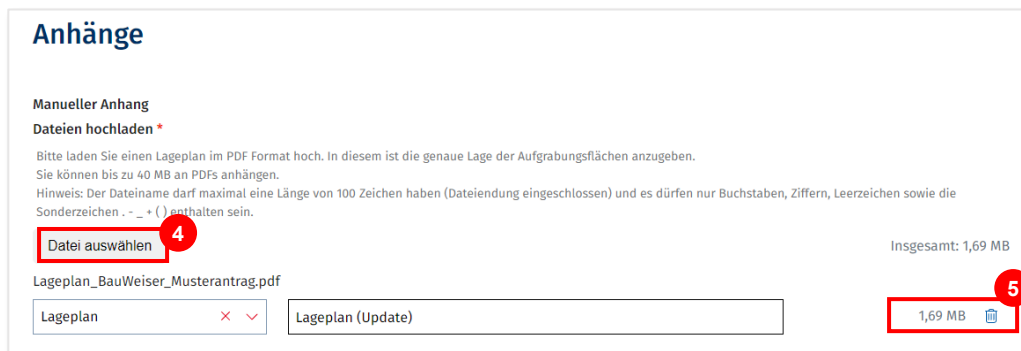 Anhänge
Manueller Anhang
Dateien hochladen *
Bitte laden Sie einen Lageplan im PDF Format hoch. In diesem ist die genaue Lage der Aufgrabungsflächen anzugeben.
Sie können bis zu 40 MB an PDFs anhängen.
Hinweis: Der Dateiname darf maximal eine Länge von 100 Zeichen haben (Dateiendung eingeschlossen) und es dürfen nur Buchstaben, Ziffern, Leerzeichen sowie die
Sonderzeichen . - _ + ( ) enthalten sein.
4
Datei auswählen Insgesamt: 1,69 MB
Lageplan_BauWeiser_Musterantrag.pdf
5
Lageplan Lageplan (Update) 1,69 MB